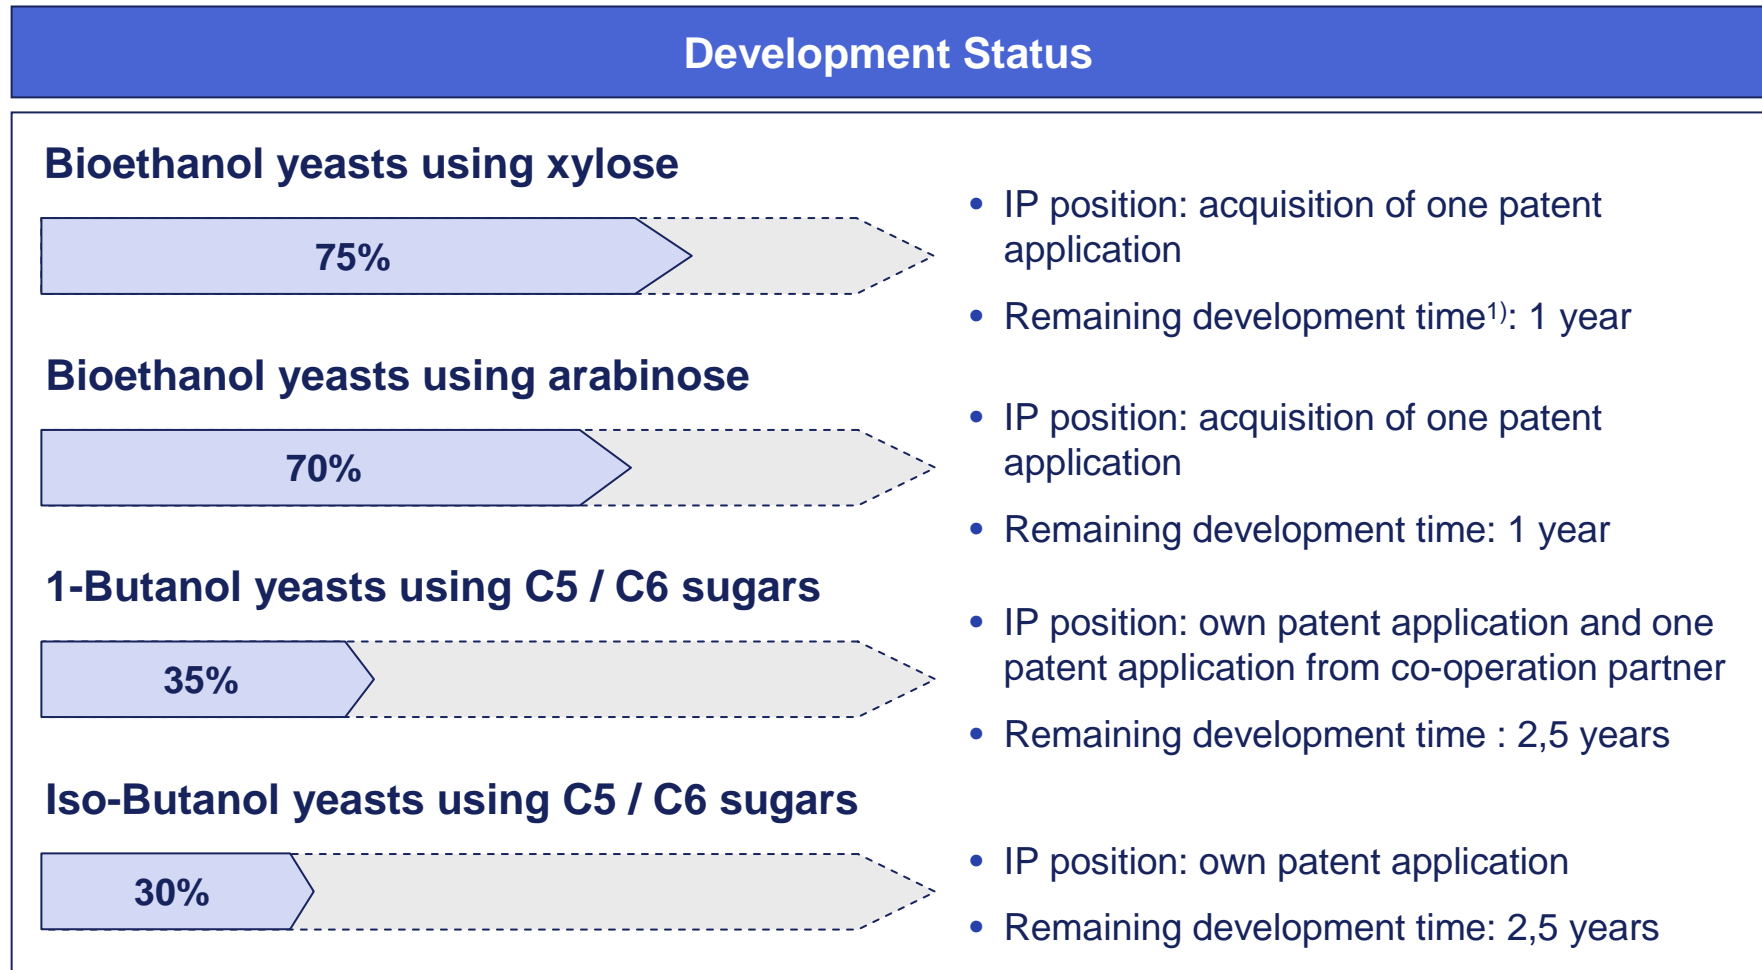 Development Status
Bioethanol yeasts using xylose
75%
• IP position: acquisition of one patent
application
• Remaining development time1): 1 year
Bioethanol yeasts using arabinose
70%
• IP position: acquisition of one patent
application
• Remaining development time: 1 year
1-Butanol yeasts using C5 / C6 sugars
35%
• IP position: own patent application and one
patent application from co-operation partner
• Remaining development time : 2,5 years
Iso-Butanol yeasts using C5 / C6 sugars
30%
• IP position: own patent application
• Remaining development time: 2,5 years